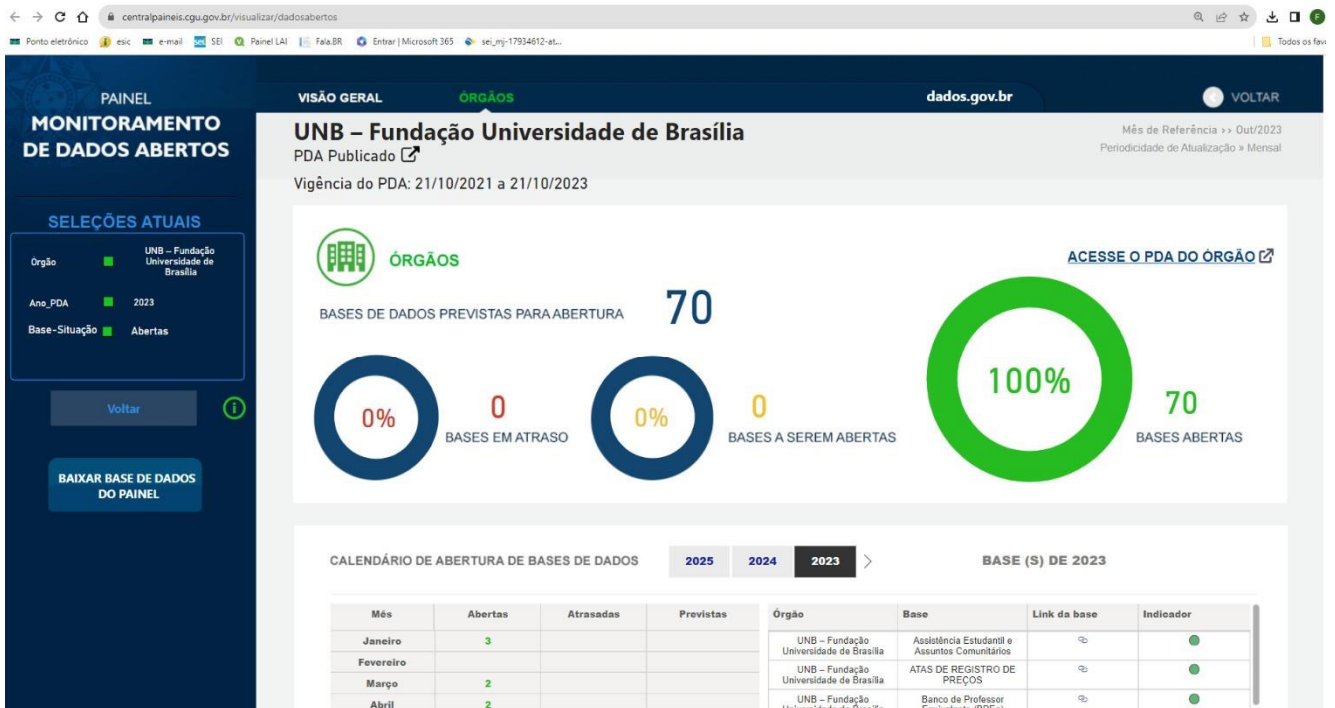 centralpaineis.cgu.gov.br/visualizar/dadosabertos
Ponto eletrônico
esic
e-mail
SEI
Painel LAI
Fala.BR
Entrar | Microsoft 365
sei_mj-17934612-at...
Todos os favo
PAINEL
MONITORAMENTO
DE DADOS ABERTOS
VISÃO GERAL
ÓRGÃOS
dados.gov.br
VOLTAR
UNB – Fundação Universidade de Brasília
PDA Publicado
Vigência do PDA: 21/10/2021 a 21/10/2023
Mês de Referência >> Out/2023
Periodicidade de Atualização » Mensal
SELEÇÕES ATUAIS
Órgão
UNB – Fundação
Universidade de
Brasília
Ano_PDA
2023
Base-Situação
Abertas
Voltar
BAIXAR BASE DE DADOS
DO PAINEL
ÓRGÃOS
ACESSE O PDA DO ÓRGÃO
BASES DE DADOS PREVISTAS PARA ABERTURA
70
0%
0
BASES EM ATRASO
0%
0
BASES A SEREM ABERTAS
100%
70
BASES ABERTAS
CALENDÁRIO DE ABERTURA DE BASES DE DADOS
2025
2024
2023
BASE (S) DE 2023
Mês Abertas Atrasadas Previstas
Janeiro 3
Fevereiro
Março 2
Abril 2
Órgão Base Link da base Indicador
UNB – Fundação
Universidade de Brasília
Assistência Estudantil e
Assuntos Comunitários
UNB – Fundação
Universidade de Brasília
ATAS DE REGISTRO DE
PREÇOS
UNB – Fundação
Banco de Professor